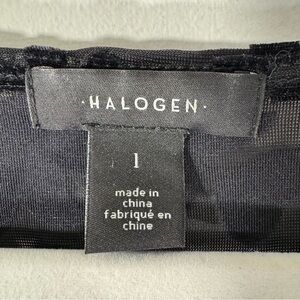 ·HALOGEN·
1
made in
china
fabriqué en
chine